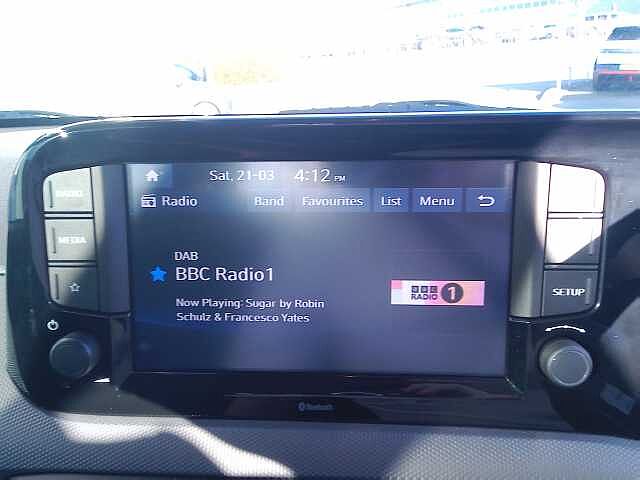 Sat, 21-03 4:12 PM
Radio Band Favourites List Menu
RADIO
MEDIA
DAB
BBC Radio1
BBC
RADIO 1
Now Playing: Sugar by Robin
Schulz & Francesco Yates
SETUP
Bluetooth